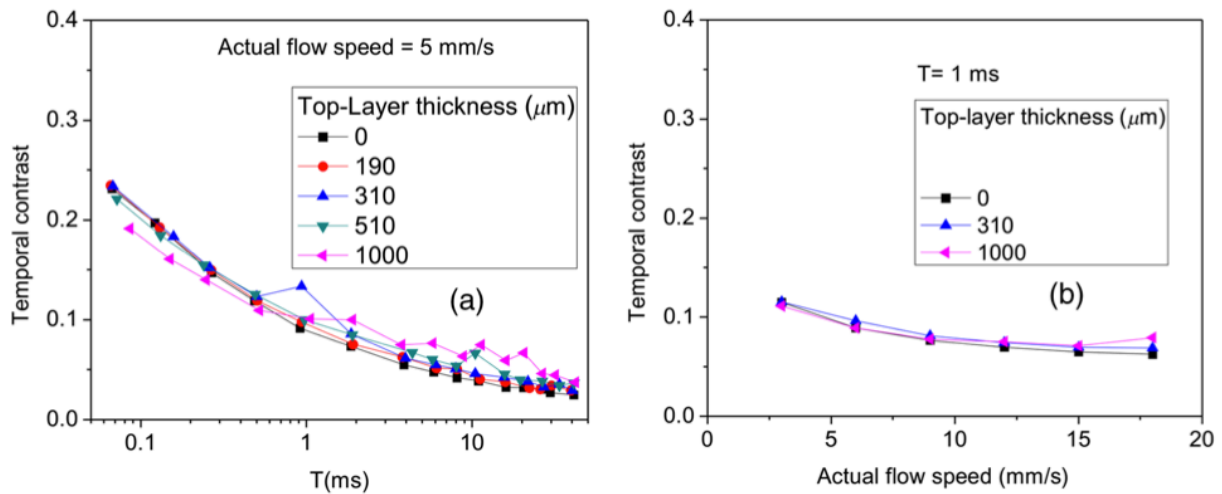 0.4
0.3
0.2
0.1
0.0
Temporal contrast
Actual flow speed = 5 mm/s
Top-Layer thickness (μm)
0
190
310
510
1000
(a)
0.1 1 10
T(ms)
0.4
0.3
0.2
0.1
0.0
Temporal contrast
T= 1 ms
Top-layer thickness (μm)
0
310
1000
(b)
0 5 10 15 20
Actual flow speed (mm/s)